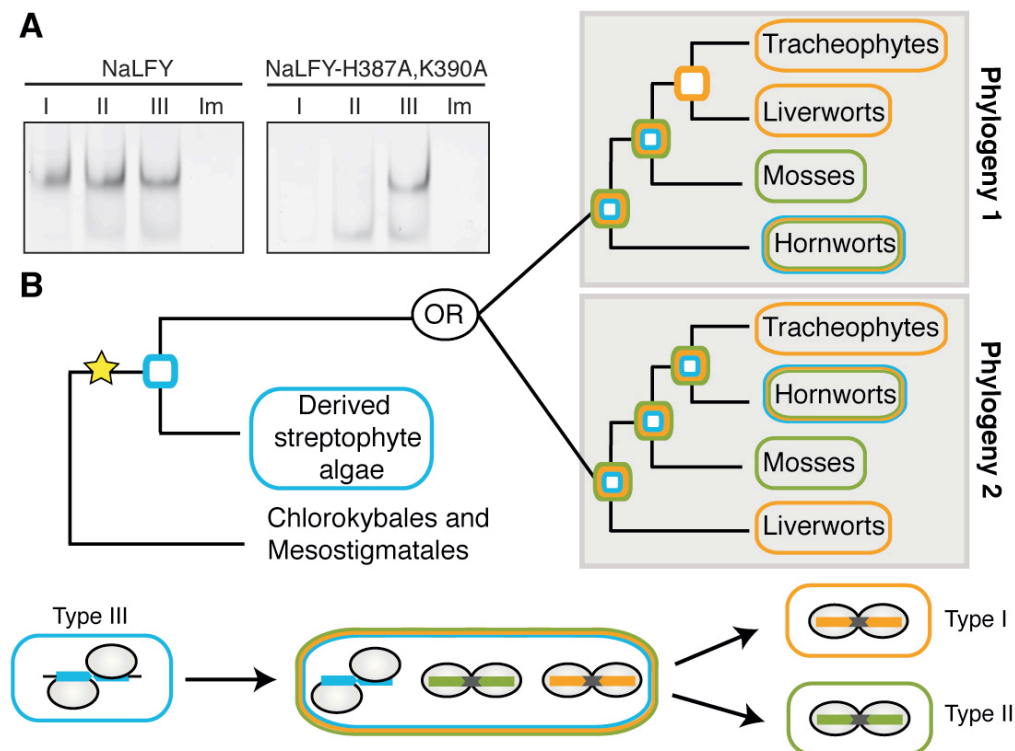 A
NaLFY
NaLFY-H387A,K390A
I II III Im
I II III Im
B
OR
Derived
streptophyte
algae
Chlorokybales and
Mesostigmatales
Tracheophytes
Liverworts
Mosses
Hornworts
Phylogeny 1
Tracheophytes
Hornworts
Mosses
Liverworts
Phylogeny 2
Type III
Type I
Type II